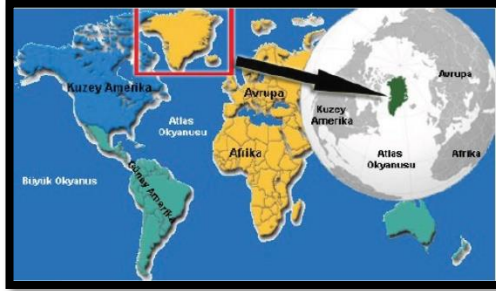 Kuzey Amerika
Atlas
Okyanusu
Büyük Okyanus
Güney Amerika
Avrupa
Afrika
Avrupa
Kuzey
Amerika
Atlas
Okyanusu
Afrika